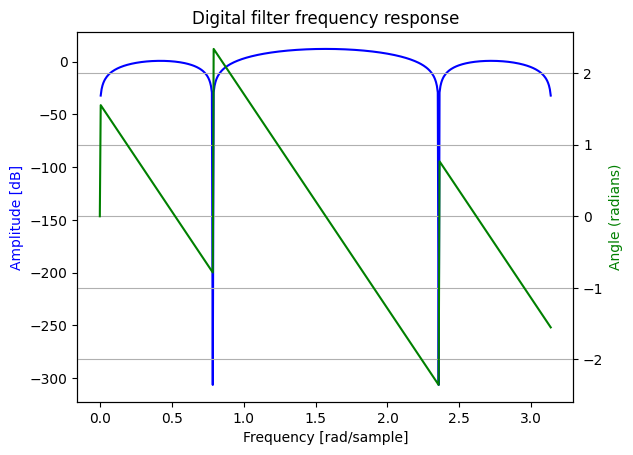 Digital filter frequency response
Amplitude [dB]
0
−50
−100
−150
−200
−250
−300
0.0 0.5 1.0 1.5 2.0 2.5 3.0
Frequency [rad/sample]
2
1
0
−1
−2
Angle (radians)